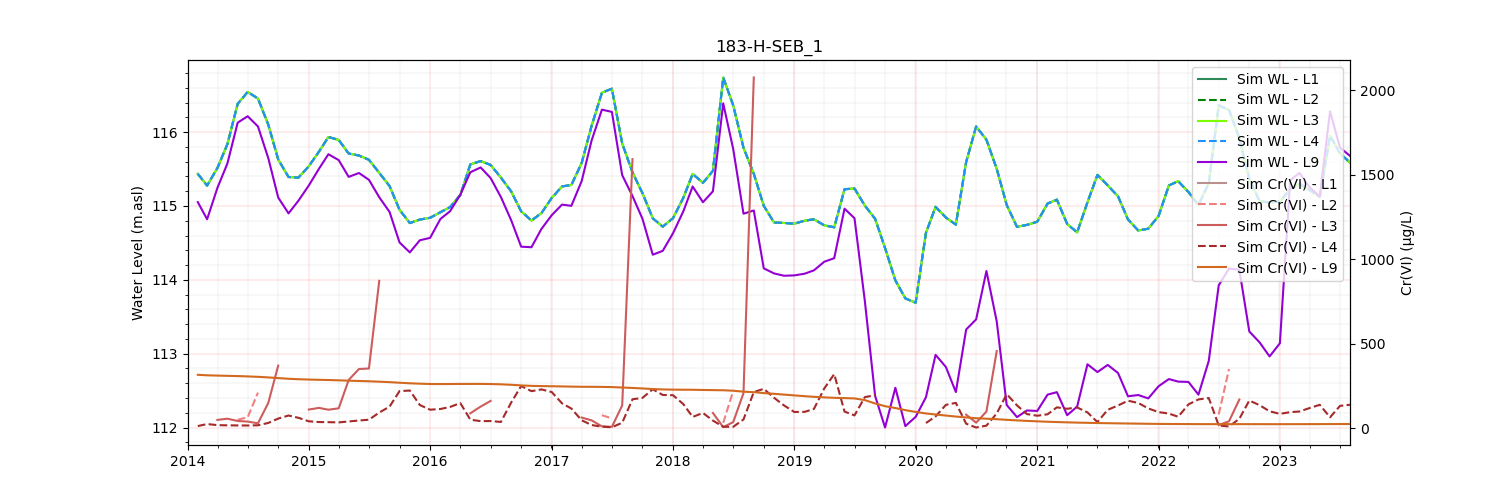 183-H-SEB_1
Water Level (m.asl)
116
115
114
113
112
2014 2015 2016 2017 2018 2019 2020 2021 2022 2023
Cr(VI) (μg/L)
2000
1500
1000
500
0
Sim WL - L1
Sim WL - L2
Sim WL - L3
Sim WL - L4
Sim WL - L9
Sim Cr(VI) - L1
Sim Cr(VI) - L2
Sim Cr(VI) - L3
Sim Cr(VI) - L4
Sim Cr(VI) - L9